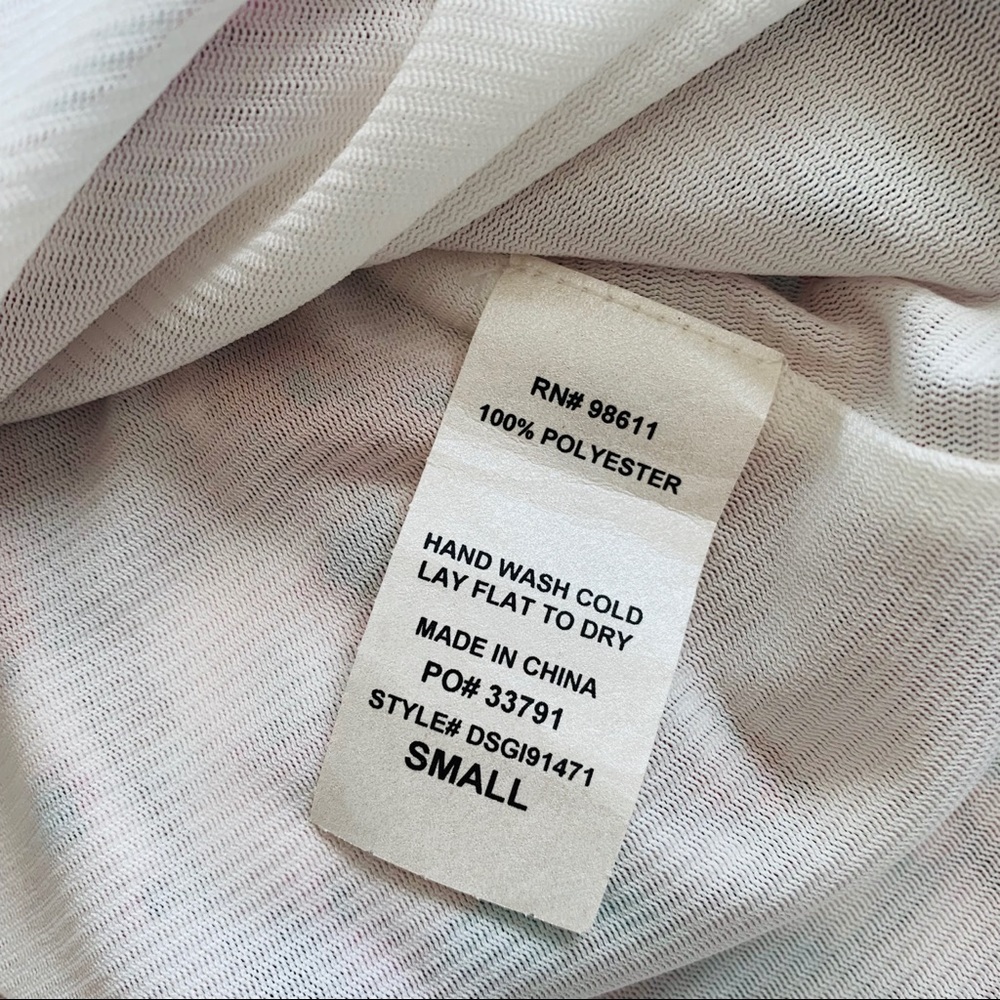 RN# 98611
100% POLYESTER
HAND WASH COLD
LAY FLAT TO DRY
MADE IN CHINA
PO# 33791
STYLE# DSGI91471
SMALL